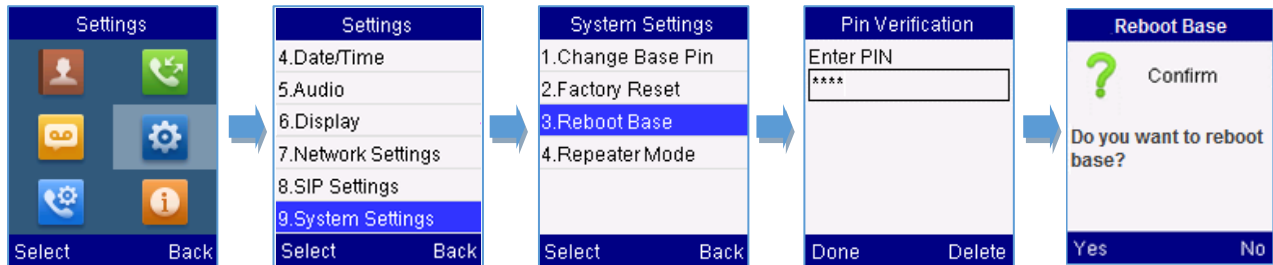 Settings
Select Back
Settings
4.Date/Time
5.Audio
6.Display
7.Network Settings
8.SIP Settings
9.System Settings
Select Back
System Settings
1.Change Base Pin
2.Factory Reset
3.Reboot Base
4.Repeater Mode
Select Back
Pin Verification
Enter PIN
****
Done Delete
Reboot Base
Confirm
Do you want to reboot
base?
Yes No